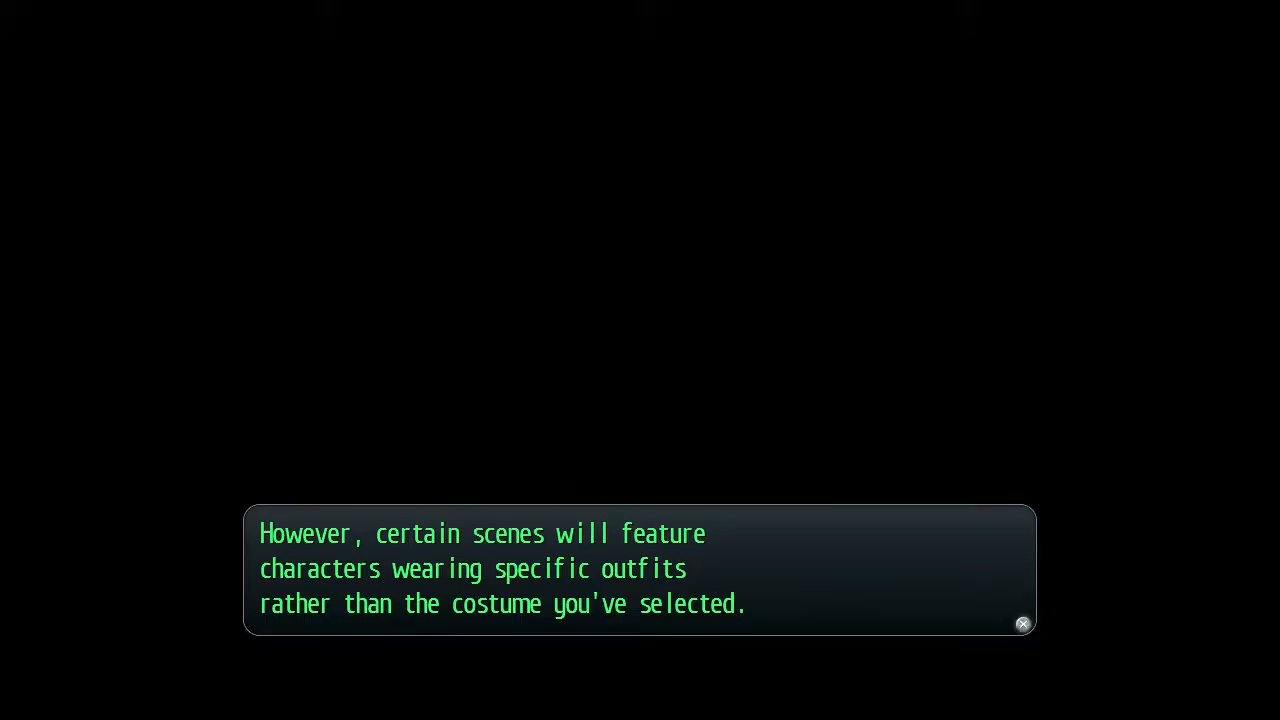 However, certain scenes will feature
characters wearing specific outfits
rather than the costume you've selected.